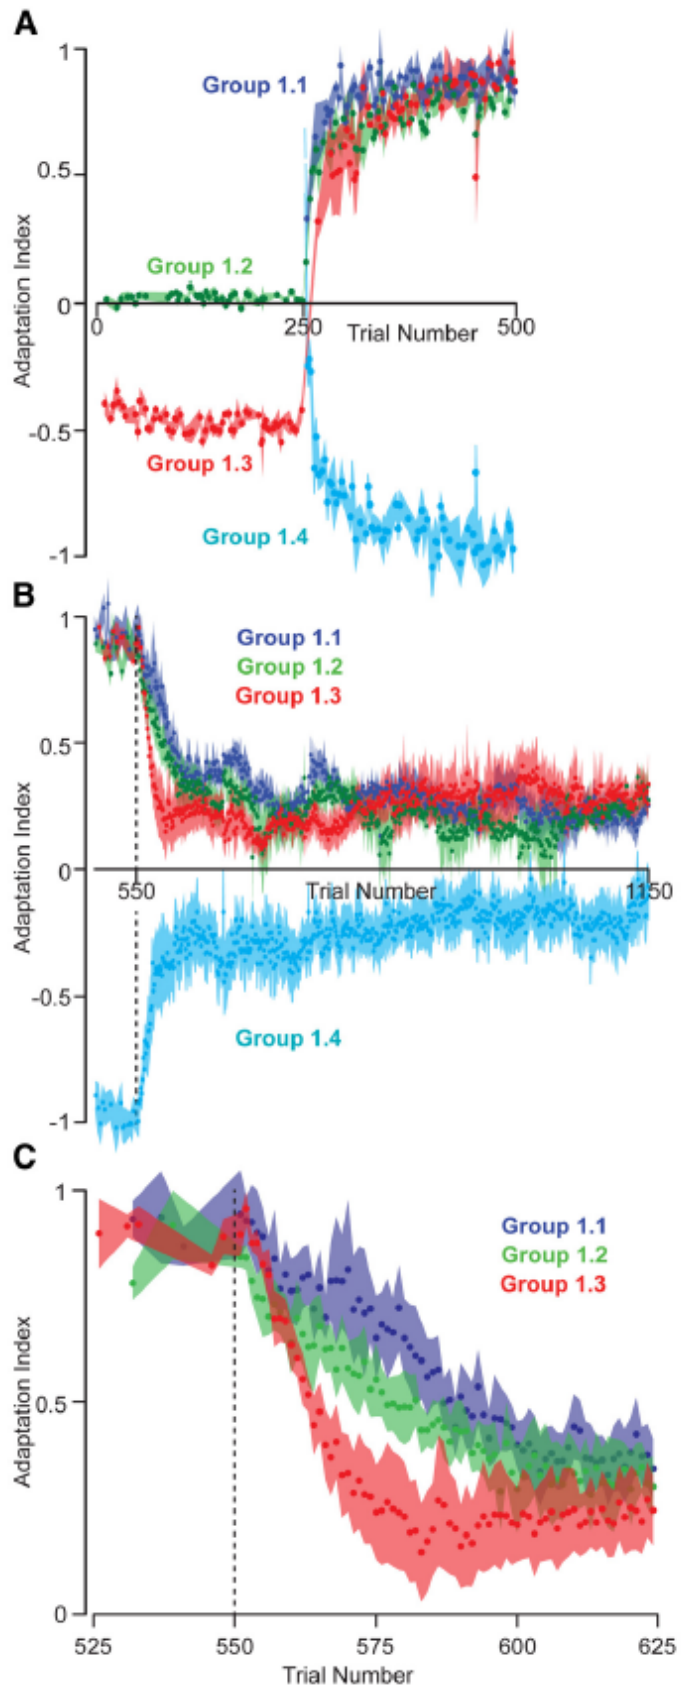 A
1
Group 1.1
0.5
Group 1.2
Adaptation Index
0
0 250 Trial Number 500
-0.5
Group 1.3
Group 1.4
-1
B
1
Group 1.1
Group 1.2
Group 1.3
0.5
Adaptation Index
0
550 Trial Number 1150
-0.5
Group 1.4
-1
C
1
Group 1.1
Group 1.2
Group 1.3
Adaptation Index
0.5
0
525 550 575 600 625
Trial Number